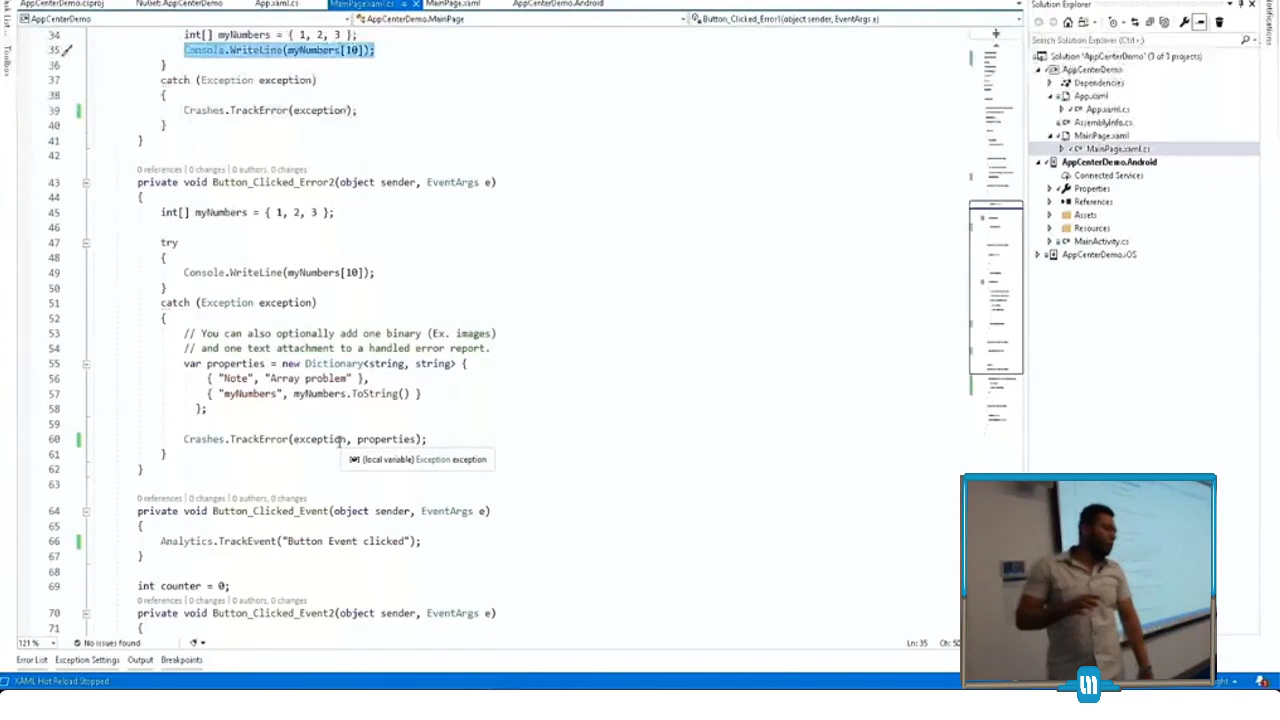 AppCenterDemo.csproj
NuGet: AppCenterDemo
App.xaml.cs
MainPage.xaml.cs
MainPage.xaml
AppCenterDemo.Android
AppCenterDemo
AppCenterDemo.MainPage
Button_Clicked_Error1(object sender, EventArgs e)
Toolbox
34 int[] myNumbers = { 1, 2, 3 };
35 Console.WriteLine(myNumbers[10]);
36 }
37 catch (Exception exception)
38 {
39 Crashes.TrackError(exception);
40 }
41 }
42
0 references | 0 changes | 0 authors, 0 changes
43 private void Button_Clicked_Error2(object sender, EventArgs e)
44 {
45 int[] myNumbers = { 1, 2, 3 };
46
47 try
48 {
49 Console.WriteLine(myNumbers[10]);
50 }
51 catch (Exception exception)
52 {
53 // You can also optionally add one binary (Ex. images)
54 // and one text attachment to a handled error report.
55 var properties = new Dictionary<string, string> {
56 { "Note", "Array problem" },
57 { "myNumbers", myNumbers.ToString() }
58 };
59
60 Crashes.TrackError(exception, properties);
(local variable) Exception exception
61 }
62 }
63
0 references | 0 changes | 0 authors, 0 changes
64 private void Button_Clicked_Event(object sender, EventArgs e)
65 {
66 Analytics.TrackEvent("Button Event clicked");
67 }
68
69 int counter = 0;
0 references | 0 changes | 0 authors, 0 changes
70 private void Button_Clicked_Event2(object sender, EventArgs e)
71 {
121 %
No issues found
Ln: 35
Error List
Exception Settings
Output
Breakpoints
XAML Hot Reload Stopped
Solution Explorer
Search Solution Explorer (Ctrl+;)
Solution 'AppCenterDemo' (3 of 3 projects)
AppCenterDemo
Dependencies
App.xaml
App.xaml.cs
AssemblyInfo.cs
MainPage.xaml
MainPage.xaml.cs
AppCenterDemo.Android
Connected Services
Properties
References
Assets
Resources
MainActivity.cs
AppCenterDemo.iOS
Notifications